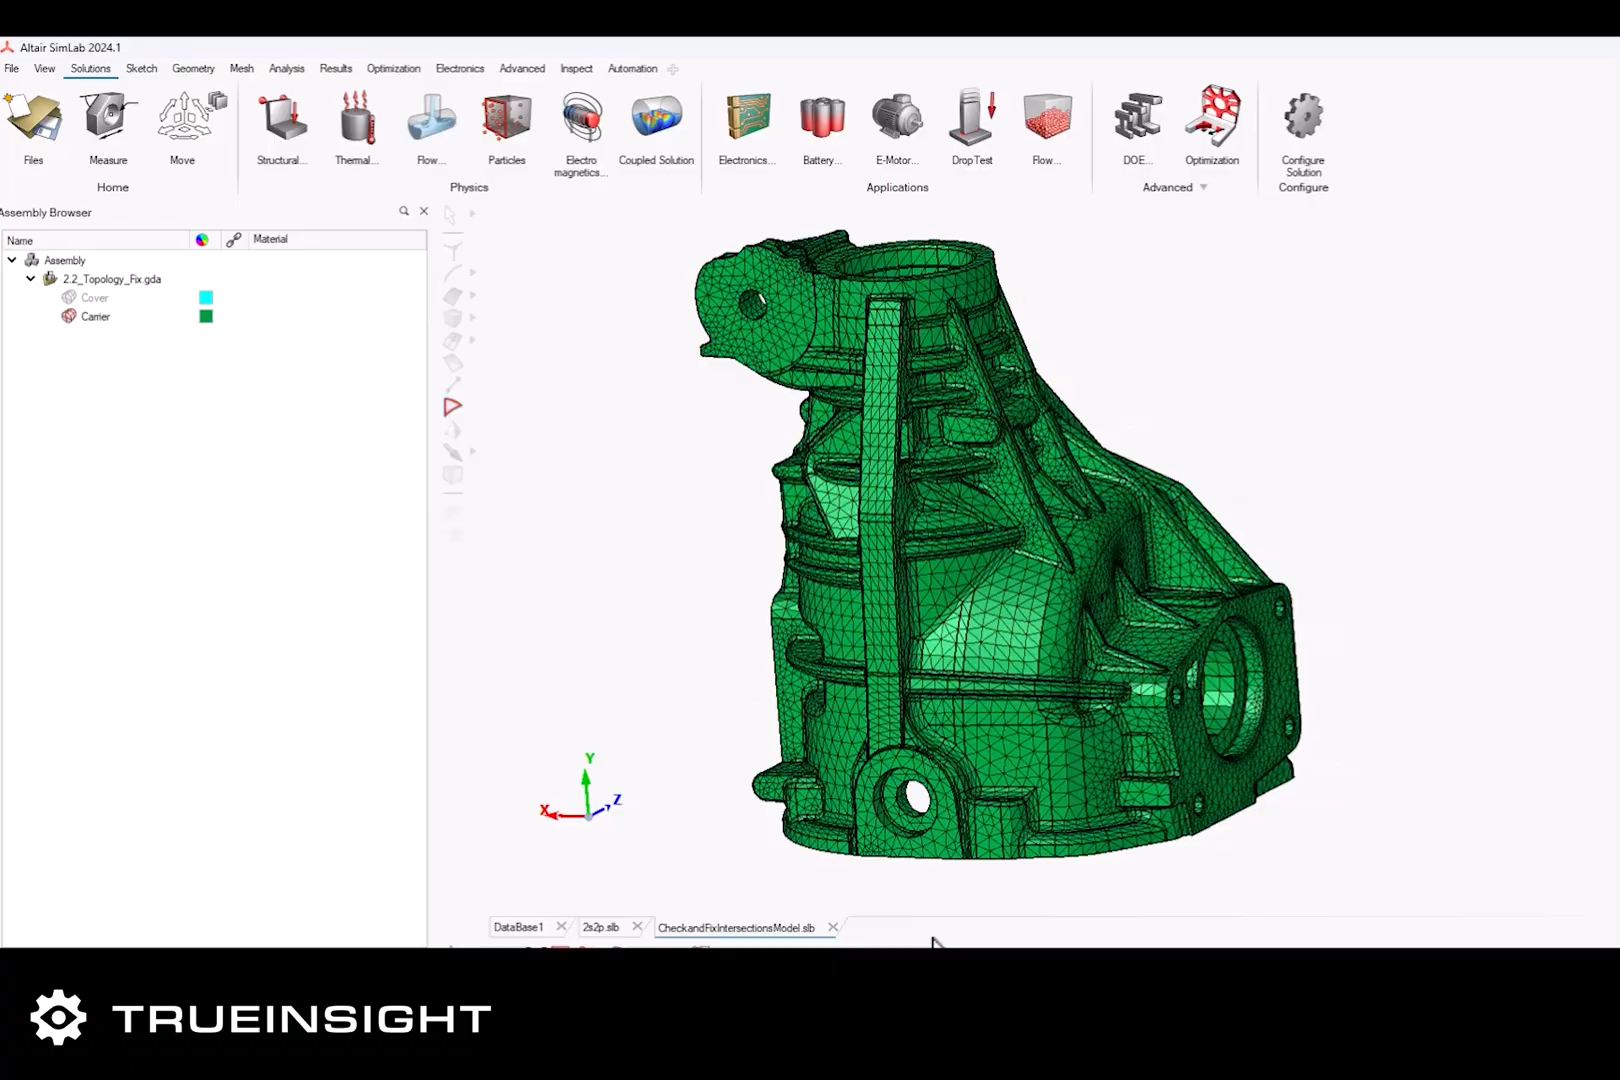 Altair SimLab 2024.1
File View Solutions Sketch Geometry Mesh Analysis Results Optimization Electronics Advanced Inspect Automation
Files Measure Move Structural... Thermal... Flow... Particles Electro magnetics... Coupled Solution Electronics... Battery... E-Motor... Drop Test Flow... DOE... Optimization Configure Solution
Home Physics Applications Advanced Configure
Assembly Browser
Name Material
Assembly
2.2_Topology_Fix.gda
Cover
Carrier
Y
X Z
DataBase1 2s2p.slb CheckandFixIntersectionsModel.slb
TRUEINSIGHT